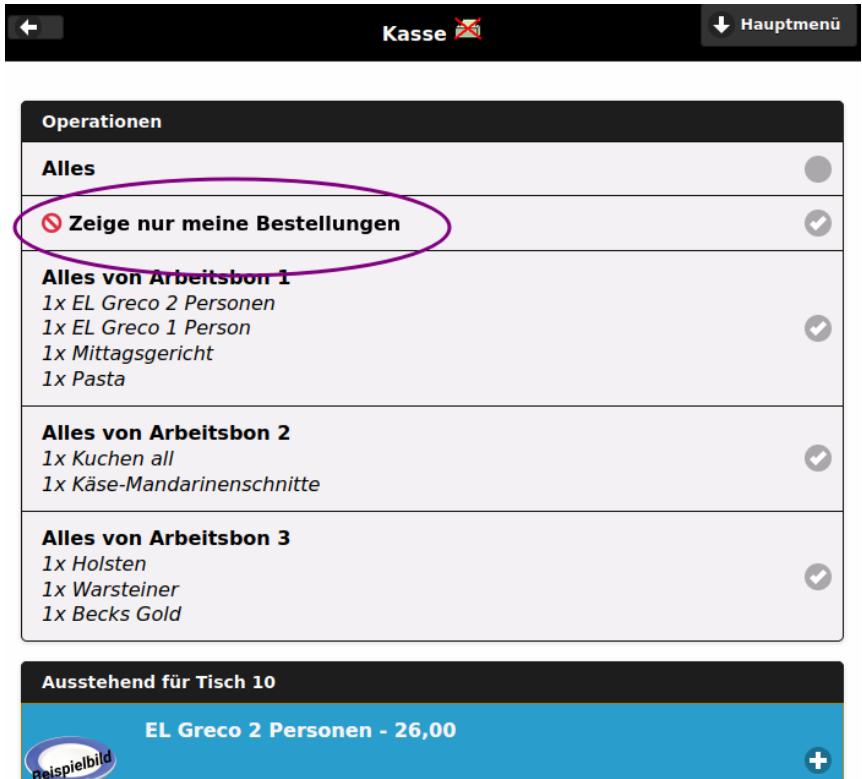 Kasse
Hauptmenü
Operationen
Alles
Zeige nur meine Bestellungen
Alles von Arbeitsbon 1
1x EL Greco 2 Personen
1x EL Greco 1 Person
1x Mittagsgericht
1x Pasta
Alles von Arbeitsbon 2
1x Kuchen all
1x Käse-Mandarinenschnitte
Alles von Arbeitsbon 3
1x Holsten
1x Warsteiner
1x Becks Gold
Ausstehend für Tisch 10
EL Greco 2 Personen - 26,00
Beispielbild